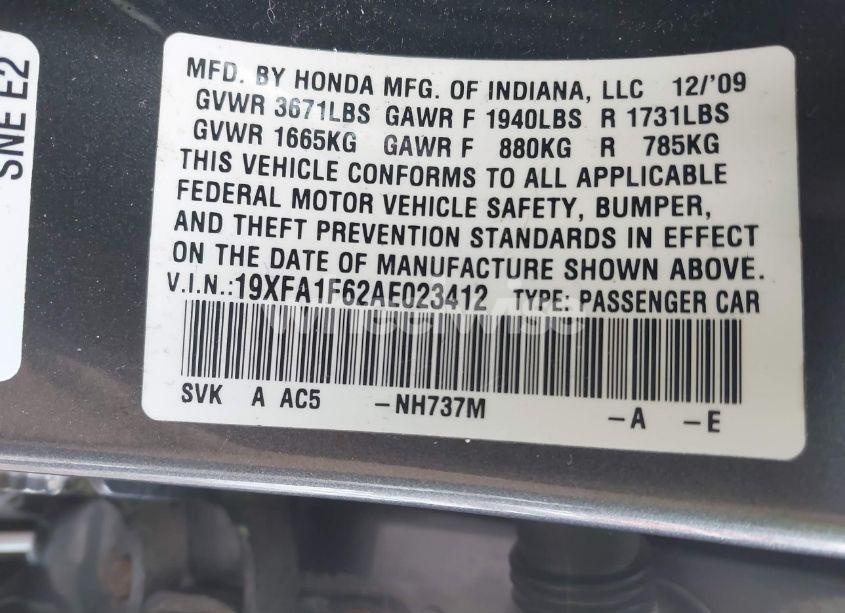 SNE E2
MFD. BY HONDA MFG. OF INDIANA, LLC 12/'09
GVWR 3671LBS GAWR F 1940LBS R 1731LBS
GVWR 1665KG GAWR F 880KG R 785KG
THIS VEHICLE CONFORMS TO ALL APPLICABLE
FEDERAL MOTOR VEHICLE SAFETY, BUMPER,
AND THEFT PREVENTION STANDARDS IN EFFECT
ON THE DATE OF MANUFACTURE SHOWN ABOVE.
V.I.N.:19XFA1F62AE023412 TYPE: PASSENGER CAR
Wheelwise
SVK A AC5 -NH737M -A -E